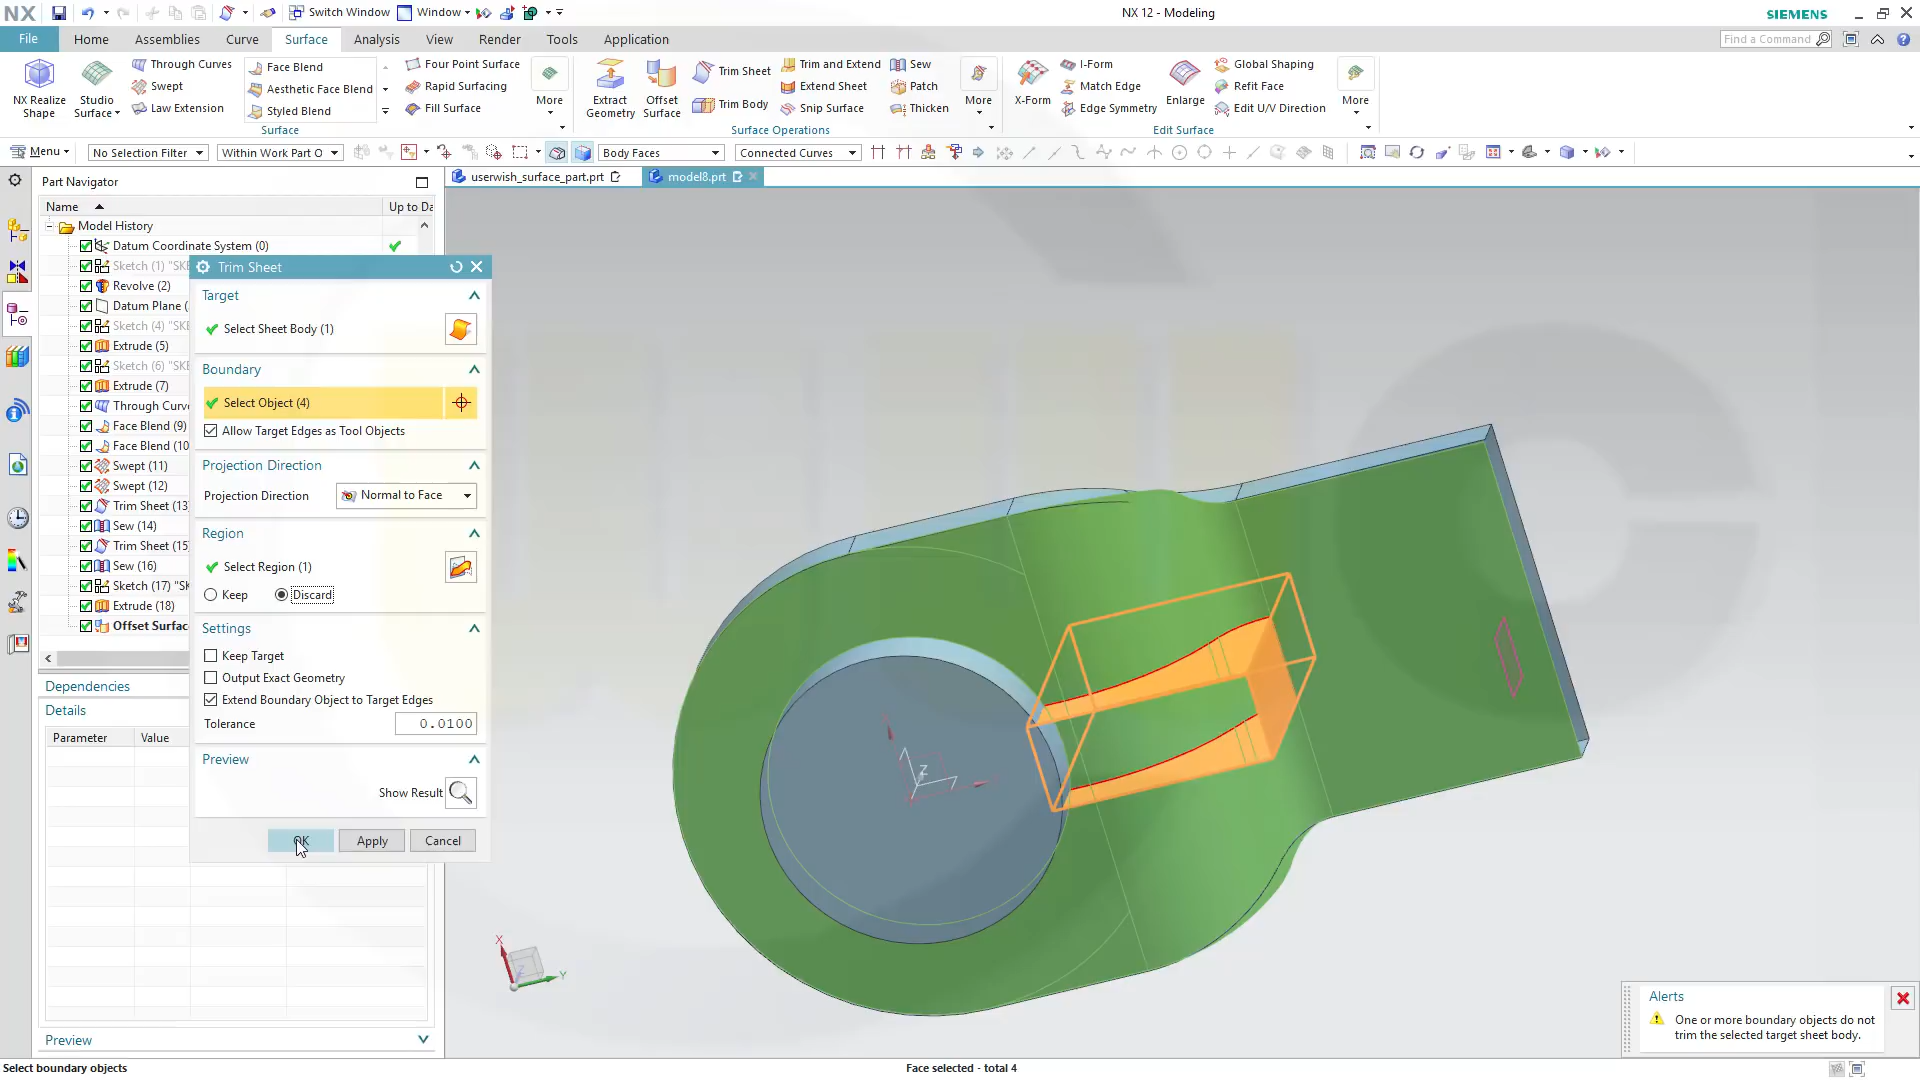 NX
Switch Window
Window
NX 12 - Modeling
SIEMENS
File
Home
Assemblies
Curve
Surface
Analysis
View
Render
Tools
Application
Find a Command
NX Realize Shape
Studio Surface
Through Curves
Swept
Law Extension
Face Blend
Aesthetic Face Blend
Styled Blend
Four Point Surface
Rapid Surfacing
Fill Surface
More
Surface
Extract Geometry
Offset Surface
Trim Sheet
Trim Body
Trim and Extend
Extend Sheet
Snip Surface
Sew
Patch
Thicken
More
Surface Operations
X-Form
I-Form
Match Edge
Edge Symmetry
Enlarge
Global Shaping
Refit Face
Edit U/V Direction
More
Edit Surface
Menu
No Selection Filter
Within Work Part O
Body Faces
Connected Curves
Part Navigator
userwish_surface_part.prt
model8.prt
Name
Up to Da
Model History
Datum Coordinate System (0)
Sketch (1) "SKE
Revolve (2)
Datum Plane (
Sketch (4) "SKE
Extrude (5)
Sketch (6) "SKE
Extrude (7)
Through Curv
Face Blend (9)
Face Blend (10
Swept (11)
Swept (12)
Trim Sheet (13)
Sew (14)
Trim Sheet (15)
Sew (16)
Sketch (17) "SK
Extrude (18)
Offset Surfac
Dependencies
Details
Parameter
Value
Preview
Trim Sheet
Target
Select Sheet Body (1)
Boundary
Select Object (4)
Allow Target Edges as Tool Objects
Projection Direction
Projection Direction
Normal to Face
Region
Select Region (1)
Keep
Discard
Settings
Keep Target
Output Exact Geometry
Extend Boundary Object to Target Edges
Tolerance
0.0100
Preview
Show Result
OK
Apply
Cancel
Z
X
Y
Z
Alerts
One or more boundary objects do not
trim the selected target sheet body.
Select boundary objects
Face selected - total 4